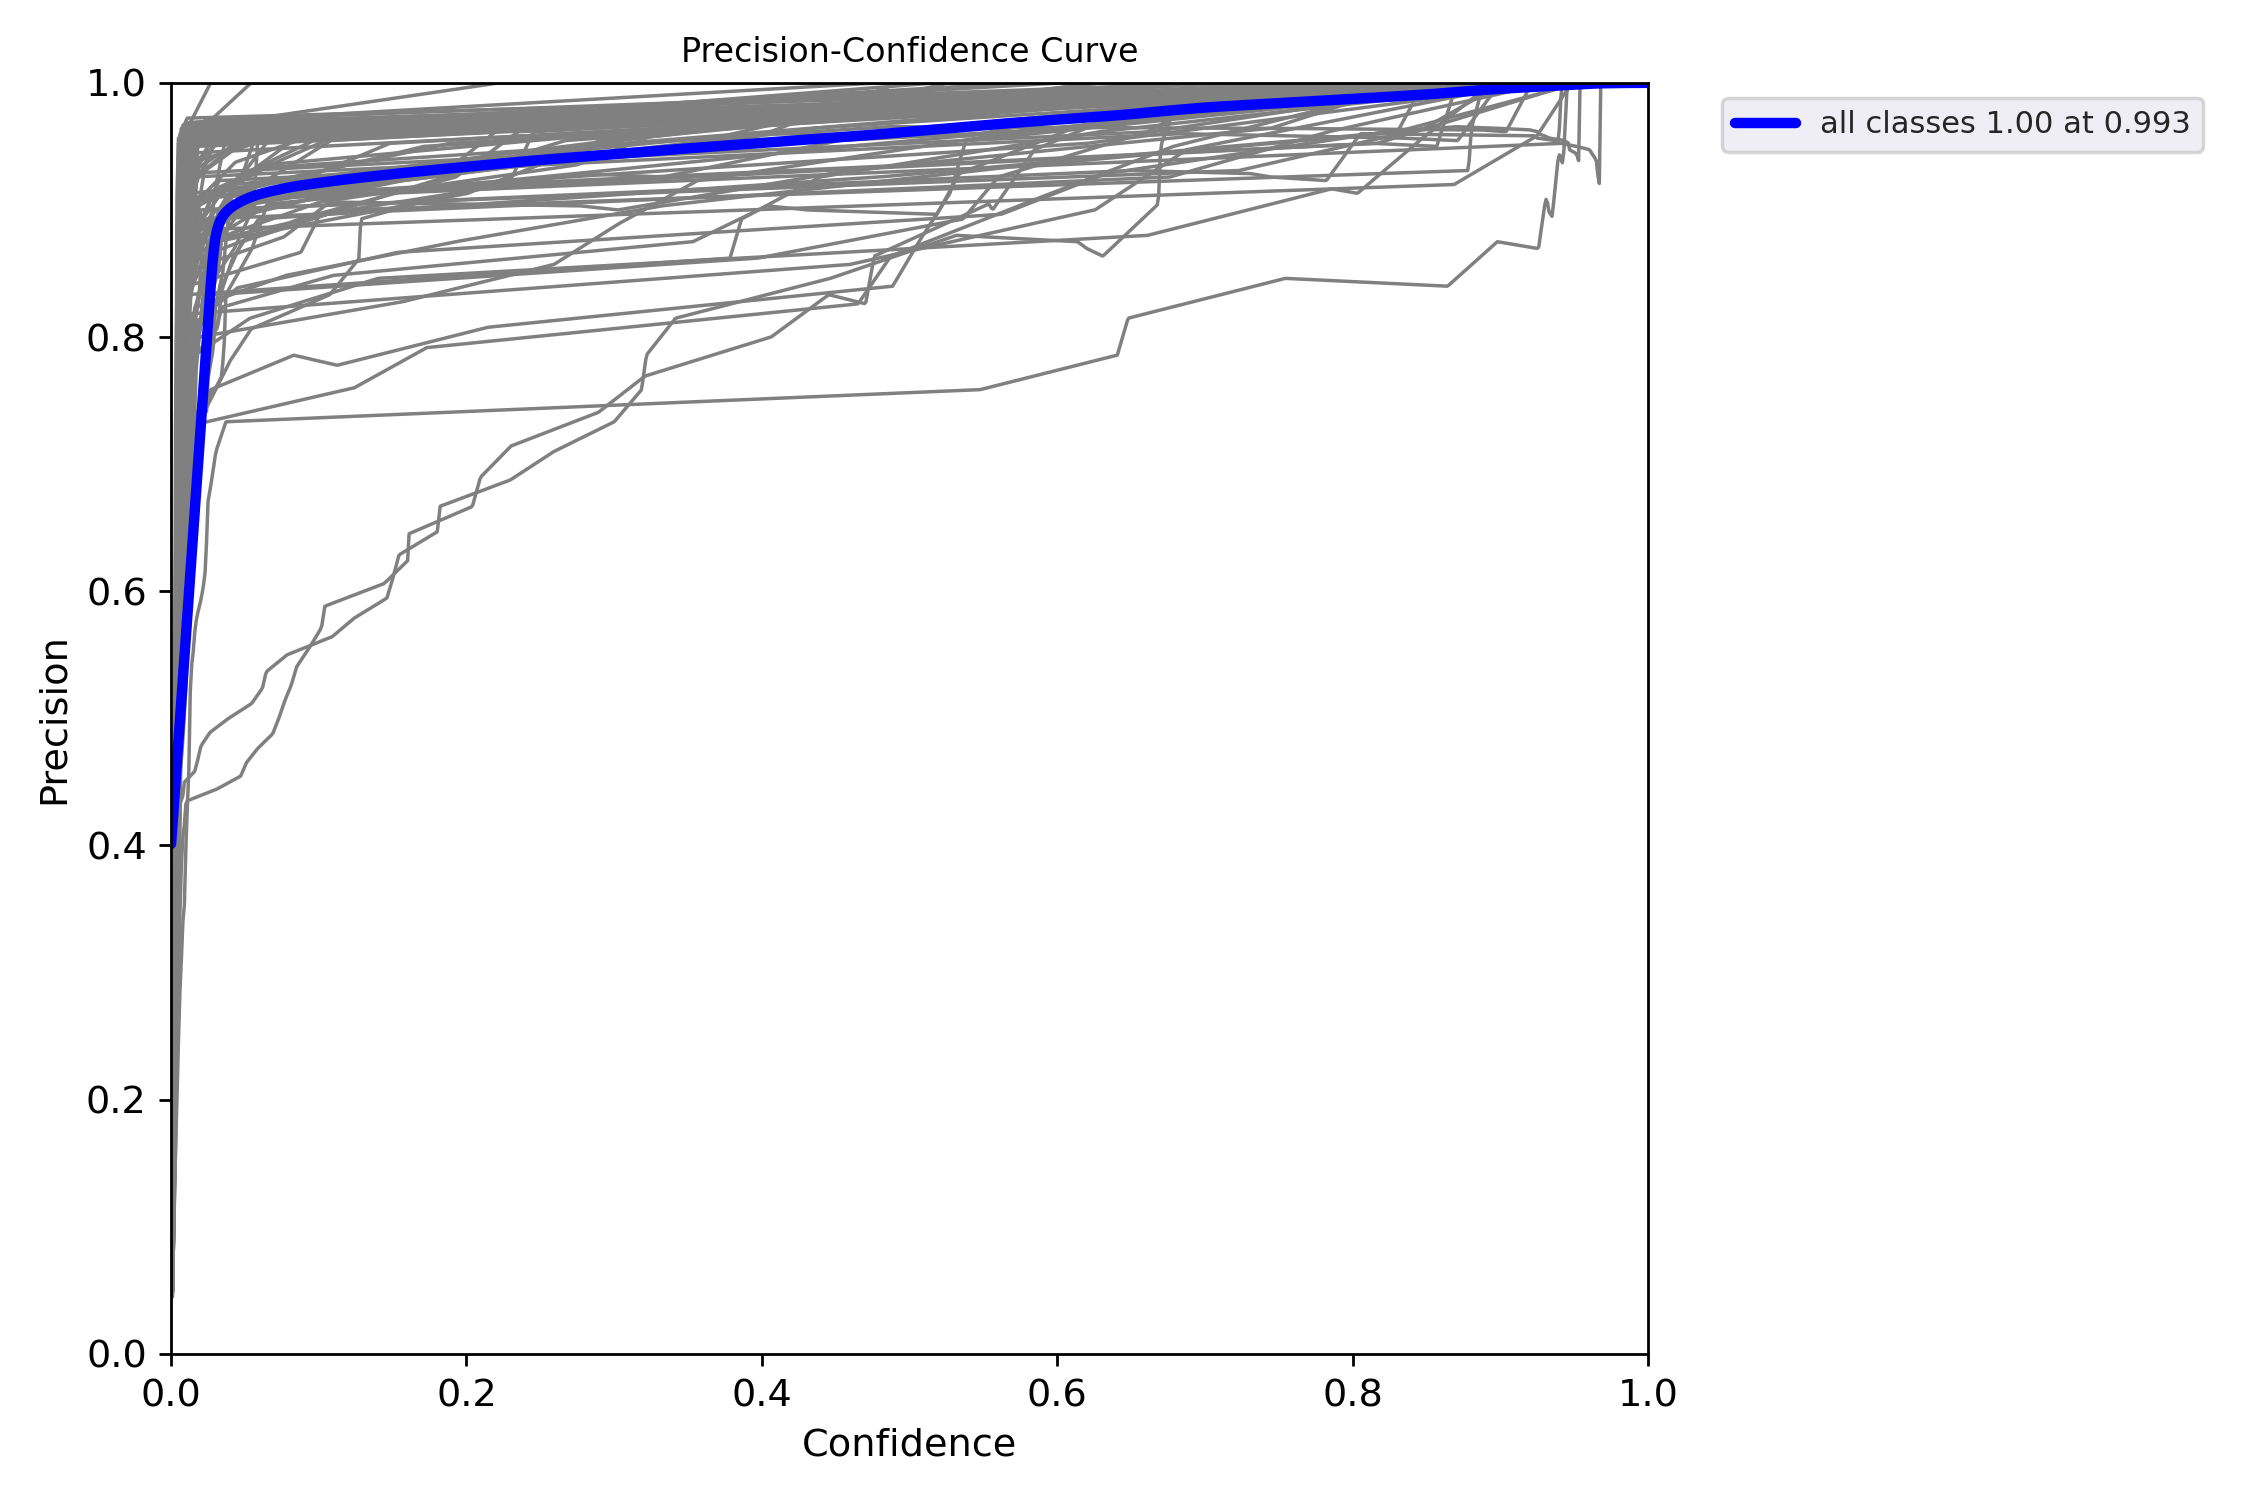 Precision-Confidence Curve
1.0
0.8
0.6
0.4
0.2
0.0
Precision
0.0 0.2 0.4 0.6 0.8 1.0
Confidence
all classes 1.00 at 0.993